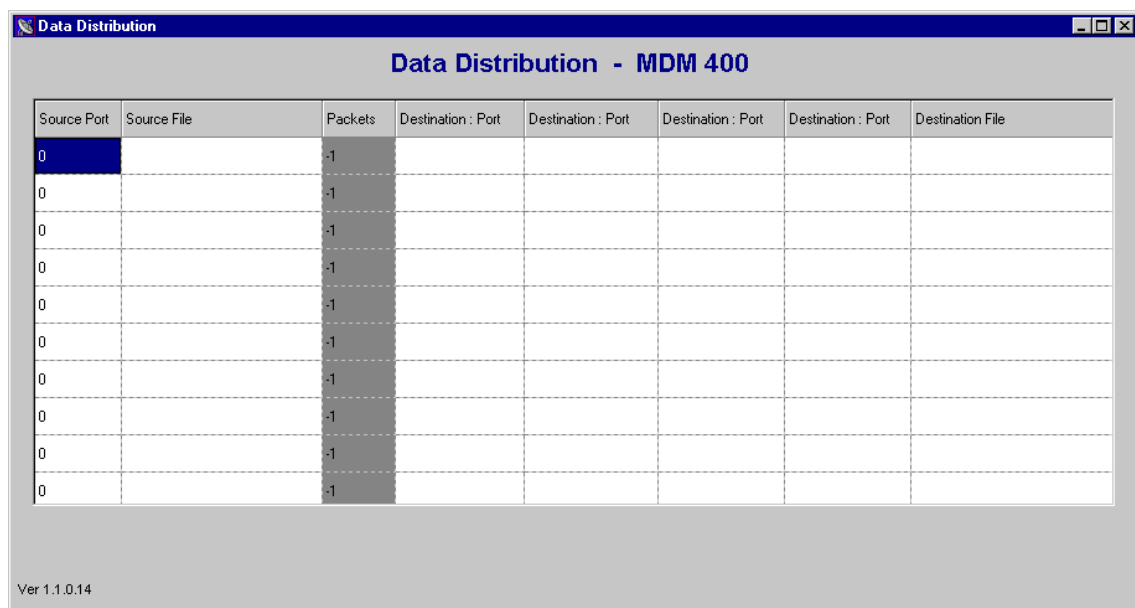 Data Distribution
Data Distribution - MDM 400
Source Port Source File Packets Destination : Port Destination : Port Destination : Port Destination : Port Destination File
0 -1
0 -1
0 -1
0 -1
0 -1
0 -1
0 -1
0 -1
0 -1
0 -1
Ver 1.1.0.14